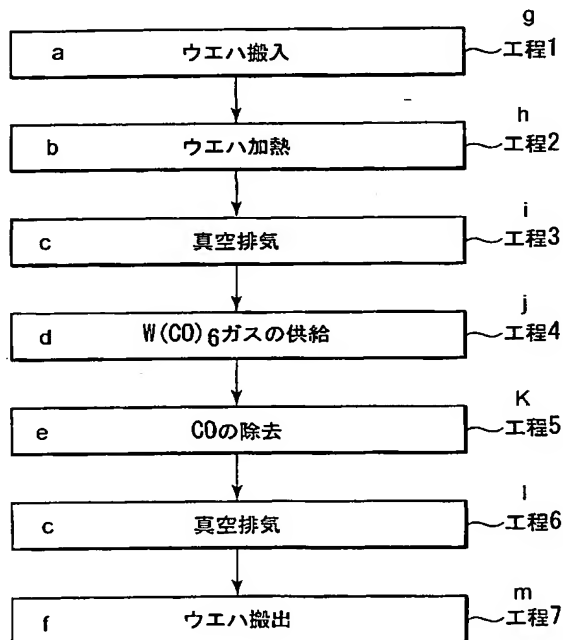 g
a ウエハ搬入 工程1
h
b ウエハ加熱 工程2
i
c 真空排気 工程3
j
d W(CO)6ガスの供給 工程4
K
e COの除去 工程5
l
c 真空排気 工程6
m
f ウエハ搬出 工程7